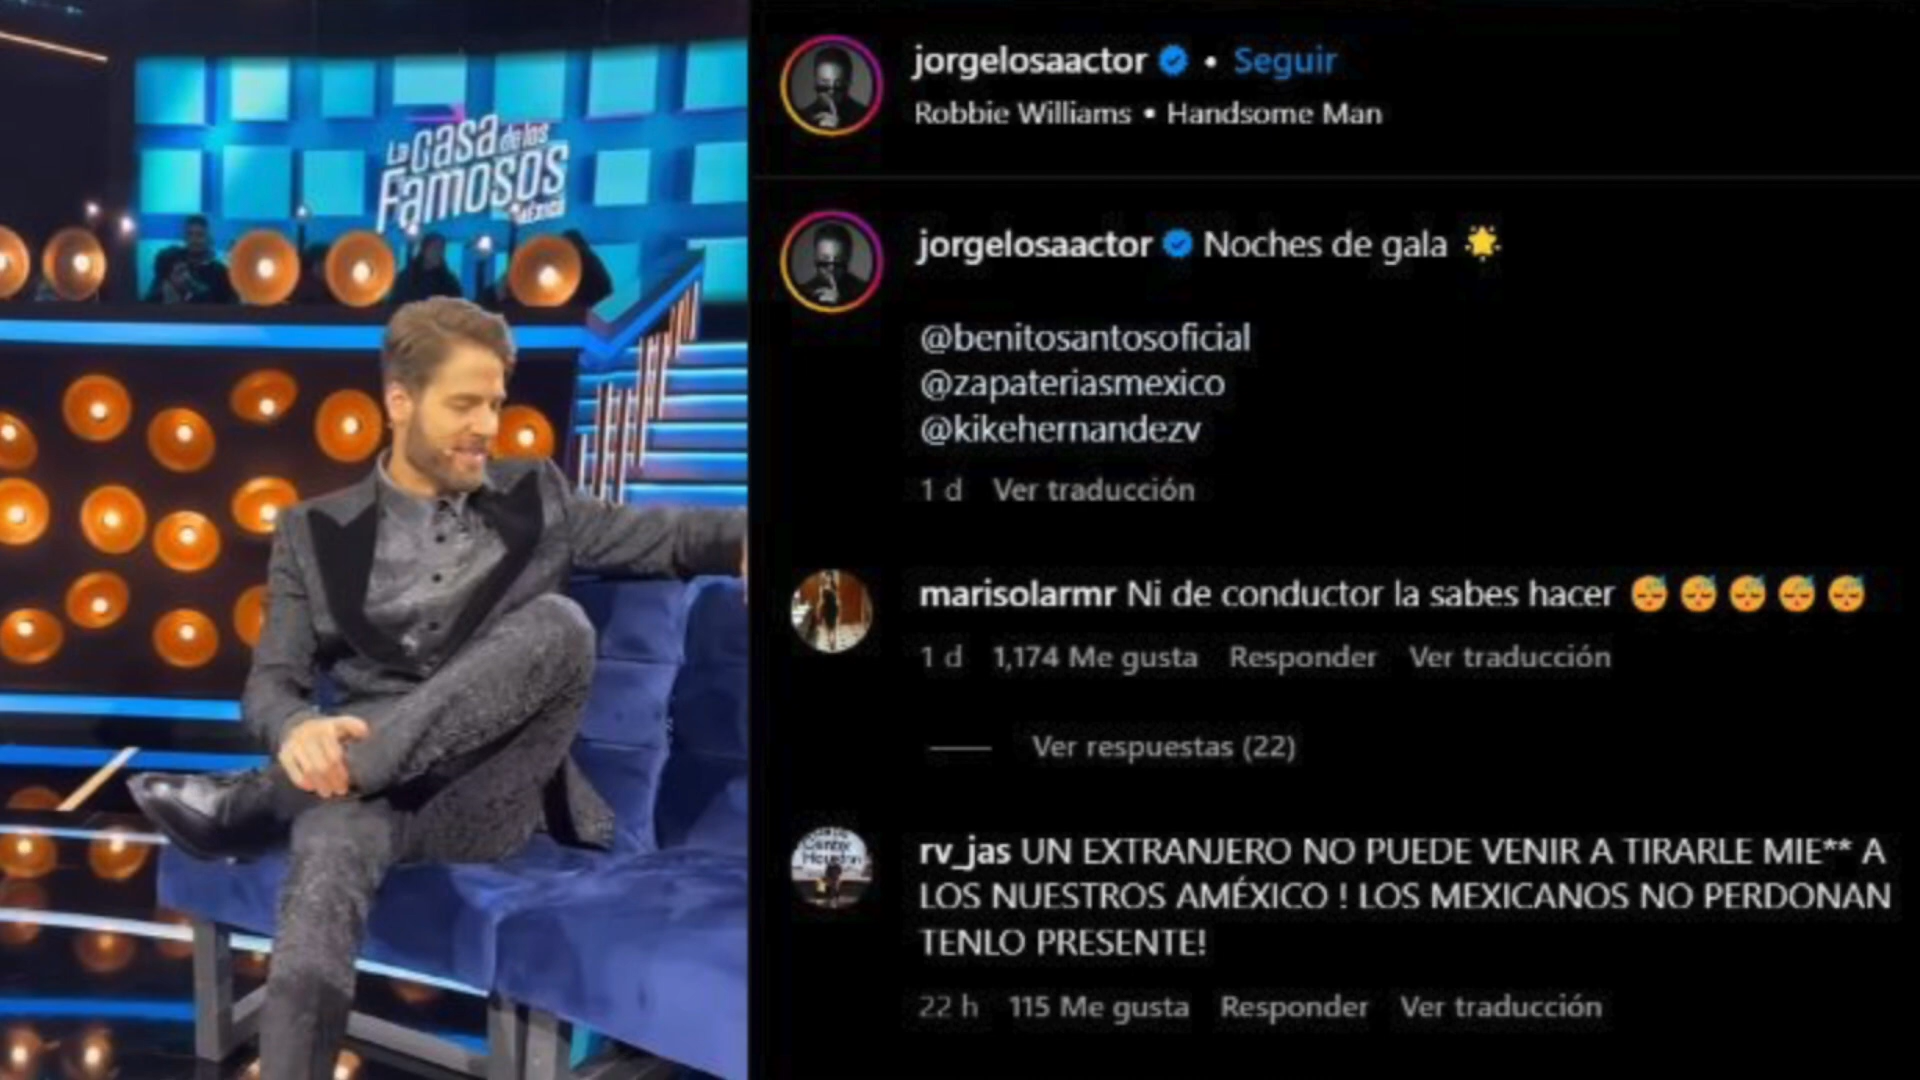 La casa de los
Famosos
México
jorgelosaactor • Seguir
Robbie Williams • Handsome Man
jorgelosaactor Noches de gala 🌟
@benitosantosoficial
@zapateriasmexico
@kikehernandezv
1 d Ver traducción
marisolarmr Ni de conductor la sabes hacer 😴😴😴😴😴
1 d 1,174 Me gusta Responder Ver traducción
Ver respuestas (22)
rv_jas UN EXTRANJERO NO PUEDE VENIR A TIRARLE MIE** A
LOS NUESTROS AMÉXICO ! LOS MEXICANOS NO PERDONAN
TENLO PRESENTE!
22 h 115 Me gusta Responder Ver traducción